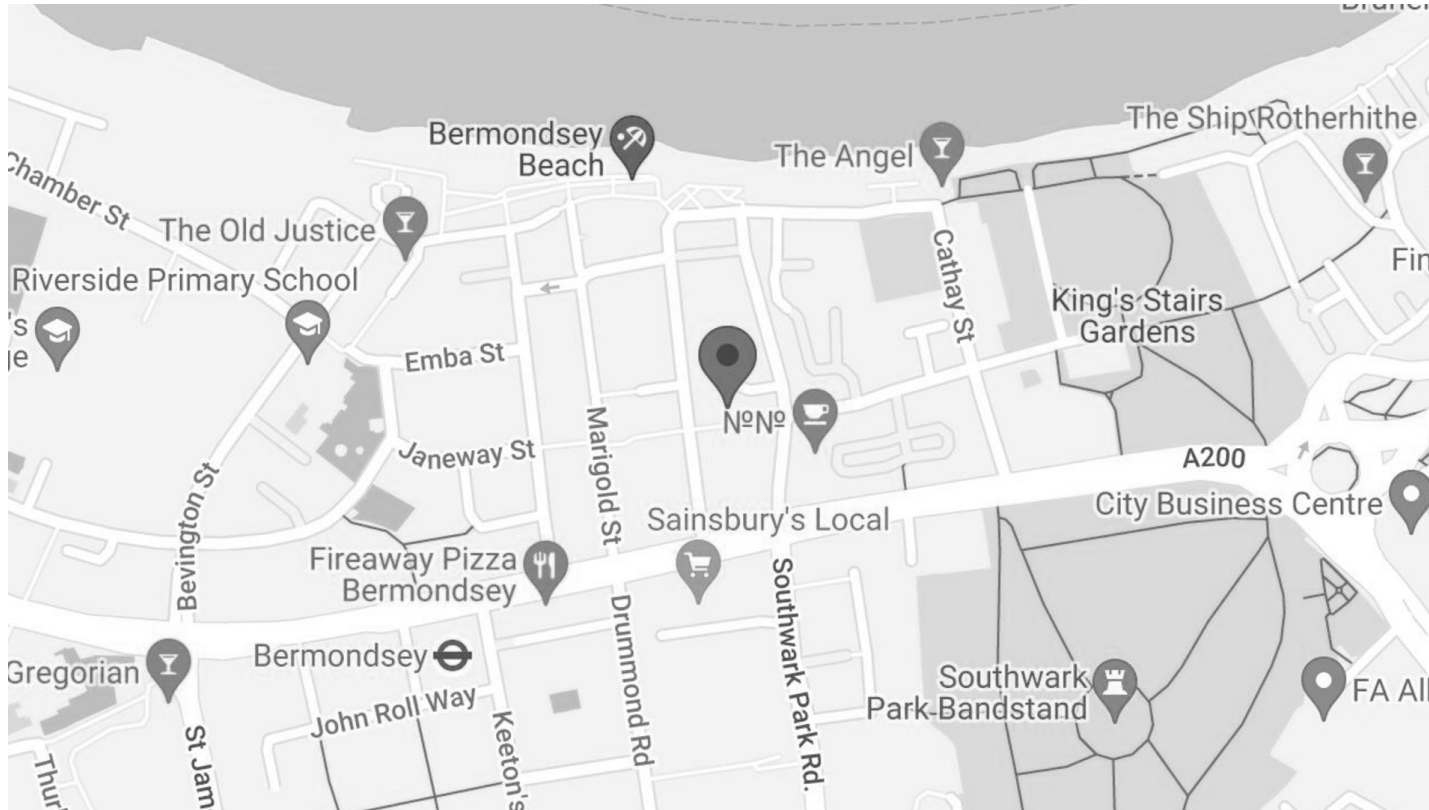 Bermondsey
Beach
The Angel
The Ship Rotherhithe
Chamber St
The Old Justice
Riverside Primary School
Cathay St
King's Stairs
Gardens
Emba St
Marigold St
NºNº
Janeway St
A200
City Business Centre
Bevington St
Sainsbury's Local
Fireaway Pizza
Bermondsey
Southwark Park Rd.
Drummond Rd
Bermondsey
Gregorian
John Roll Way
Keeton's
St Jam
Southwark
Park Bandstand
FA All